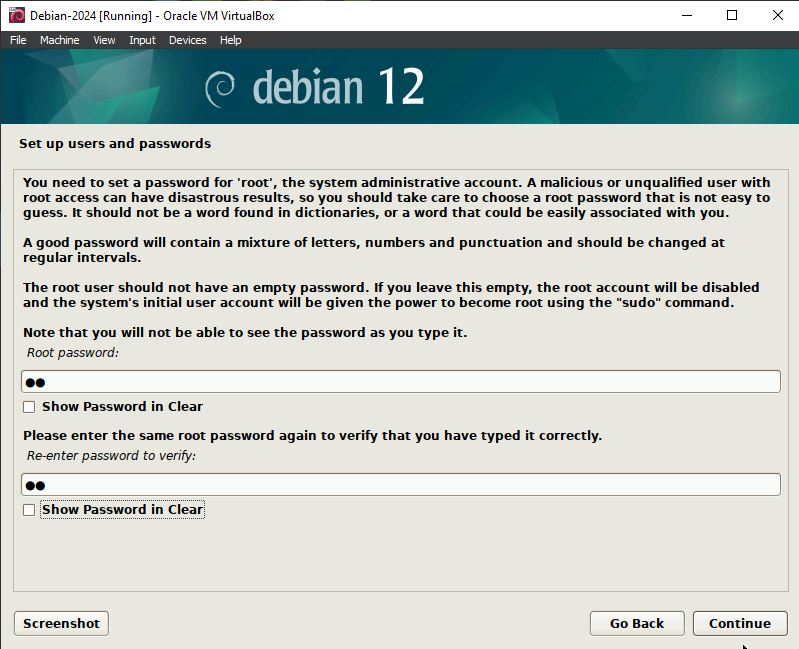 Debian-2024 [Running] - Oracle VM VirtualBox
File Machine View Input Devices Help
debian 12
Set up users and passwords
You need to set a password for 'root', the system administrative account. A malicious or unqualified user with
root access can have disastrous results, so you should take care to choose a root password that is not easy to
guess. It should not be a word found in dictionaries, or a word that could be easily associated with you.
A good password will contain a mixture of letters, numbers and punctuation and should be changed at
regular intervals.
The root user should not have an empty password. If you leave this empty, the root account will be disabled
and the system's initial user account will be given the power to become root using the "sudo" command.
Note that you will not be able to see the password as you type it.
Root password:
●●
Show Password in Clear
Please enter the same root password again to verify that you have typed it correctly.
Re-enter password to verify:
●●
Show Password in Clear
Screenshot Go Back Continue